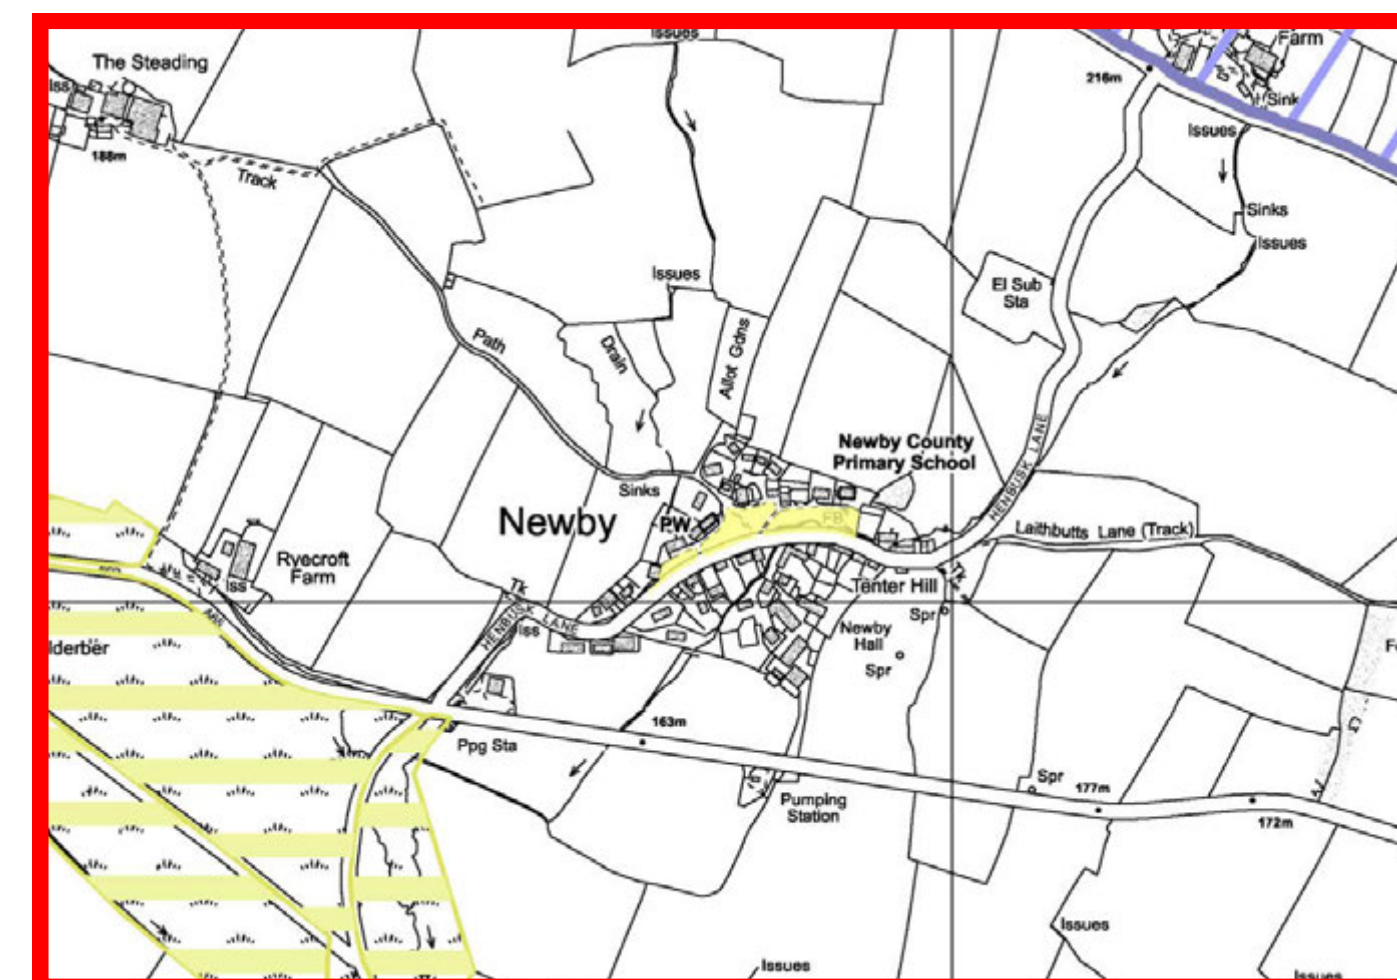 Issues
Farm
The Steading
216m
Iss
Sink
Issues
188m
Track
Sinks
Issues
Issues
El Sub
Sta
Path
Drain
Allot Gdns
HENBUSK LANE
Newby County
Primary School
Sinks
Newby
PW
FB
Laithbutts Lane (Track)
Ryecroft
Farm
Iss
Tk
Tenter Hill
HENBUSK LANE
Iss
Spr
Newby
Hall
Spr
lderber
163m
Ppg Sta
Spr
177m
Pumping
Station
172m
Issues
Issues
Issues